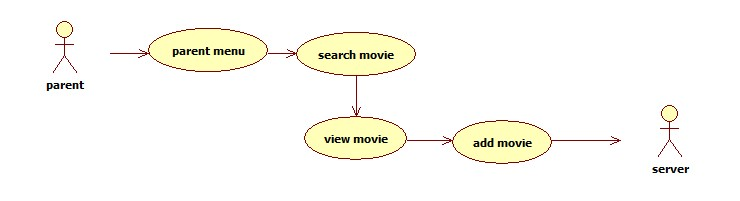 parent menu
search movie
parent
view movie
add movie
server